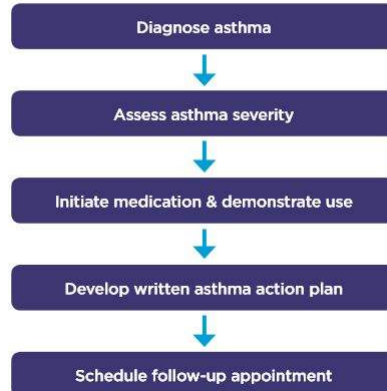 Diagnose asthma
Assess asthma severity
Initiate medication & demonstrate use
Develop written asthma action plan
Schedule follow-up appointment